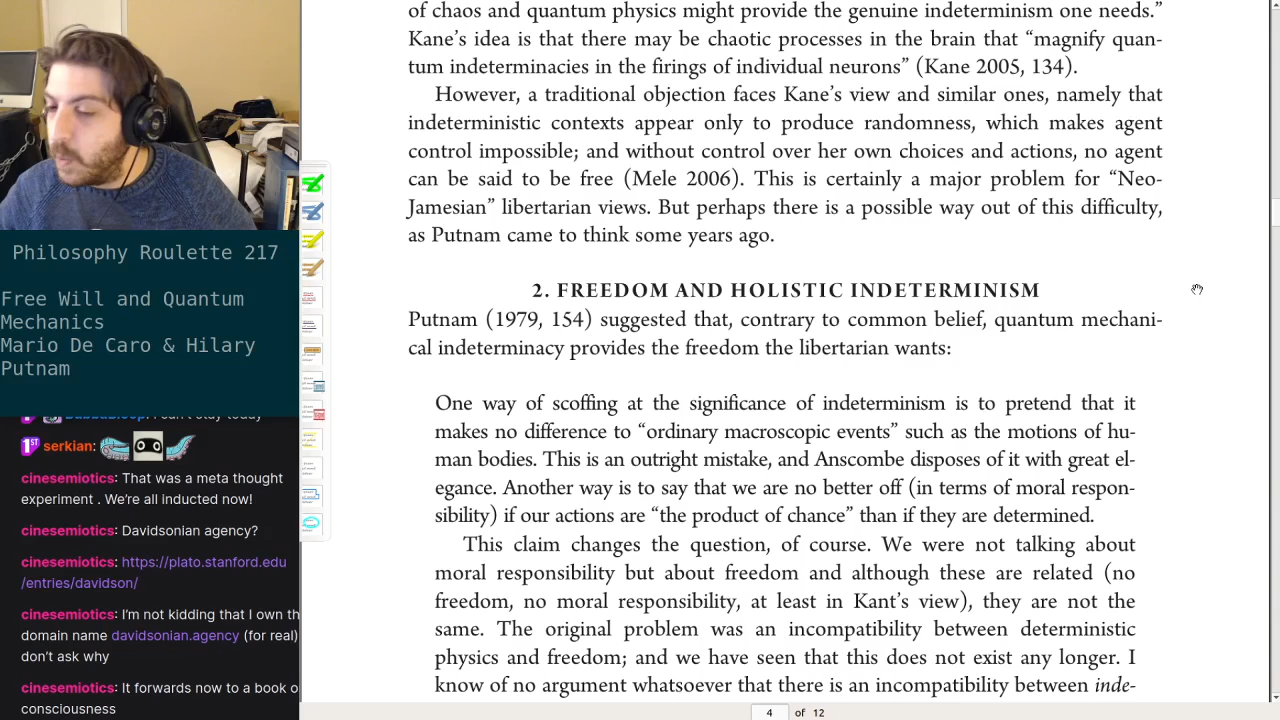 of chaos and quantum physics might provide the genuine indeterminism one needs.”
Kane’s idea is that there may be chaotic processes in the brain that “magnify quan-
tum indeterminacies in the firings of individual neurons” (Kane 2005, 134).
However, a traditional objection faces Kane’s view and similar ones, namely that
indeterministic contexts appear only to produce randomness, which makes agent
control impossible; and without control over her own choices and actions, no agent
can be said to be free (Mele 2006). This is certainly a major problem for “Neo-
Jamesian” libertarian views. But perhaps there is a possible way out of this difficulty,
as Putnam came to think some years ago.
2. FREEDOM AND HOLISTIC INDETERMINISM
Putnam (1979, 151) suggested that, contrary to common belief, quantum mechani-
cal indeterminacy provides the freedom the libertarian wants:
One way of scoffing at the significance of indeterminism is to pretend that it
makes no difference to “ordinary macroscopic events” such as the motions of hu-
man bodies. This is an outright mistake, and Anscombe disposes of it with great el-
egance. Another way is to say that we are no better off (in terms of moral respon-
sibility) if our actions are “the product of chance” than if they are determined.
This claim changes the question, of course. We were not talking about
moral responsibility but about freedom and although these are related (no
freedom, no moral responsibility, at least in Kant’s view), they are not the
same. The original problem was an incompatibility between deterministic
physics and freedom; and we have seen that this does not exist any longer. I
know of no argument whatsoever that there is an incompatibility between inde-
4 of 12
Philosophy Roulette 217
Free Will and Quantum
Mechanics
Mario De Caro & Hilary
Putnam
serkian:
cinesemiotics: That was a meta thought
experiment . We’re all inducted now!
cinesemiotics: Davidsonian agency?
cinesemiotics: https://plato.stanford.edu
/entries/davidson/
cinesemiotics: I’m not kidding that I own th
domain name davidsonian.agency (for real)
don’t ask why
cinesemiotics: It forwards now to a book o
consciousness